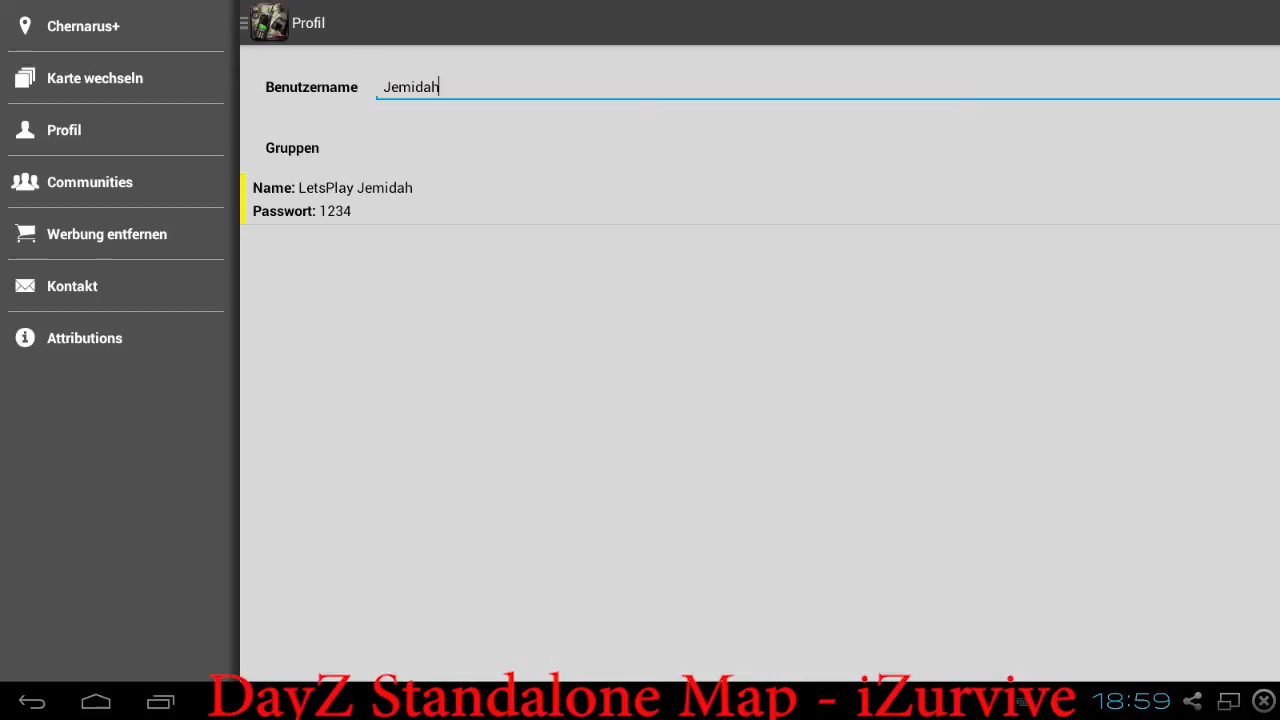 Chernarus+
Karte wechseln
Profil
Communities
Werbung entfernen
Kontakt
Attributions
Profil
Benutzername Jemidah
Gruppen
Name: LetsPlay Jemidah
Passwort: 1234
DayZ Standalone Map - iZurvive
18:59